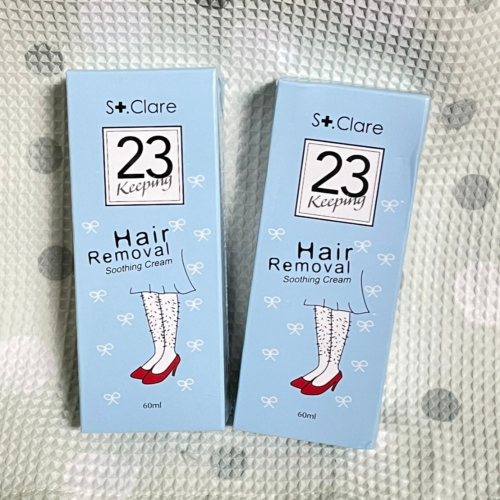 St.Clare
23
Keeping
Hair
Removal
Soothing Cream
60ml
St.Clare
23
Keeping
Hair
Removal
Soothing Cream
60ml